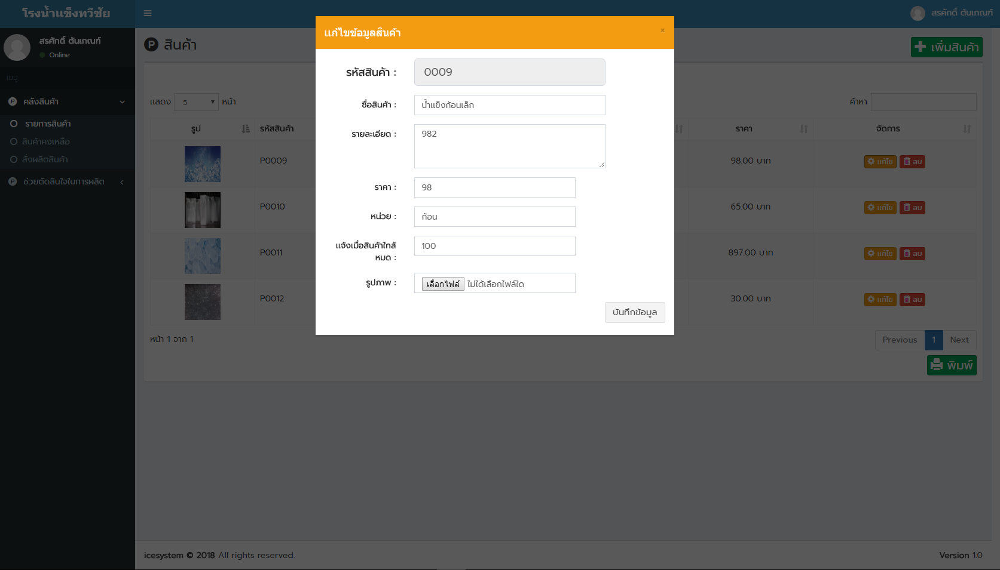 โรงน้ำแข็งทวีชัย
สรศักดิ์ ตันเกณฑ์
สรศักดิ์ ตันเกณฑ์
Online
เมนู
คลังสินค้า
รายการสินค้า
สินค้าคงเหลือ
สั่งผลิตสินค้า
ช่วยตัดสินใจในการผลิต
P สินค้า
เพิ่มสินค้า
แสดง 5 หน้า
ค้าหา
รูป รหัสสินค้า ราคา จัดการ
P0009 98.00 บาท แก้ไข ลบ
P0010 65.00 บาท แก้ไข ลบ
P0011 897.00 บาท แก้ไข ลบ
P0012 30.00 บาท แก้ไข ลบ
หน้า 1 จาก 1
Previous 1 Next
พิมพ์
แก้ไขข้อมูลสินค้า
×
รหัสสินค้า : 0009
ชื่อสินค้า : น้ำแข็งก้อนเล็ก
รายละเอียด : 982
ราคา : 98
หน่วย : ก้อน
แจ้งเมื่อสินค้าใกล้
หมด : 100
รูปภาพ : เลือกไฟล์ ไม่ได้เลือกไฟล์ใด
บันทึกข้อมูล
icesystem © 2018 All rights reserved.
Version 1.0